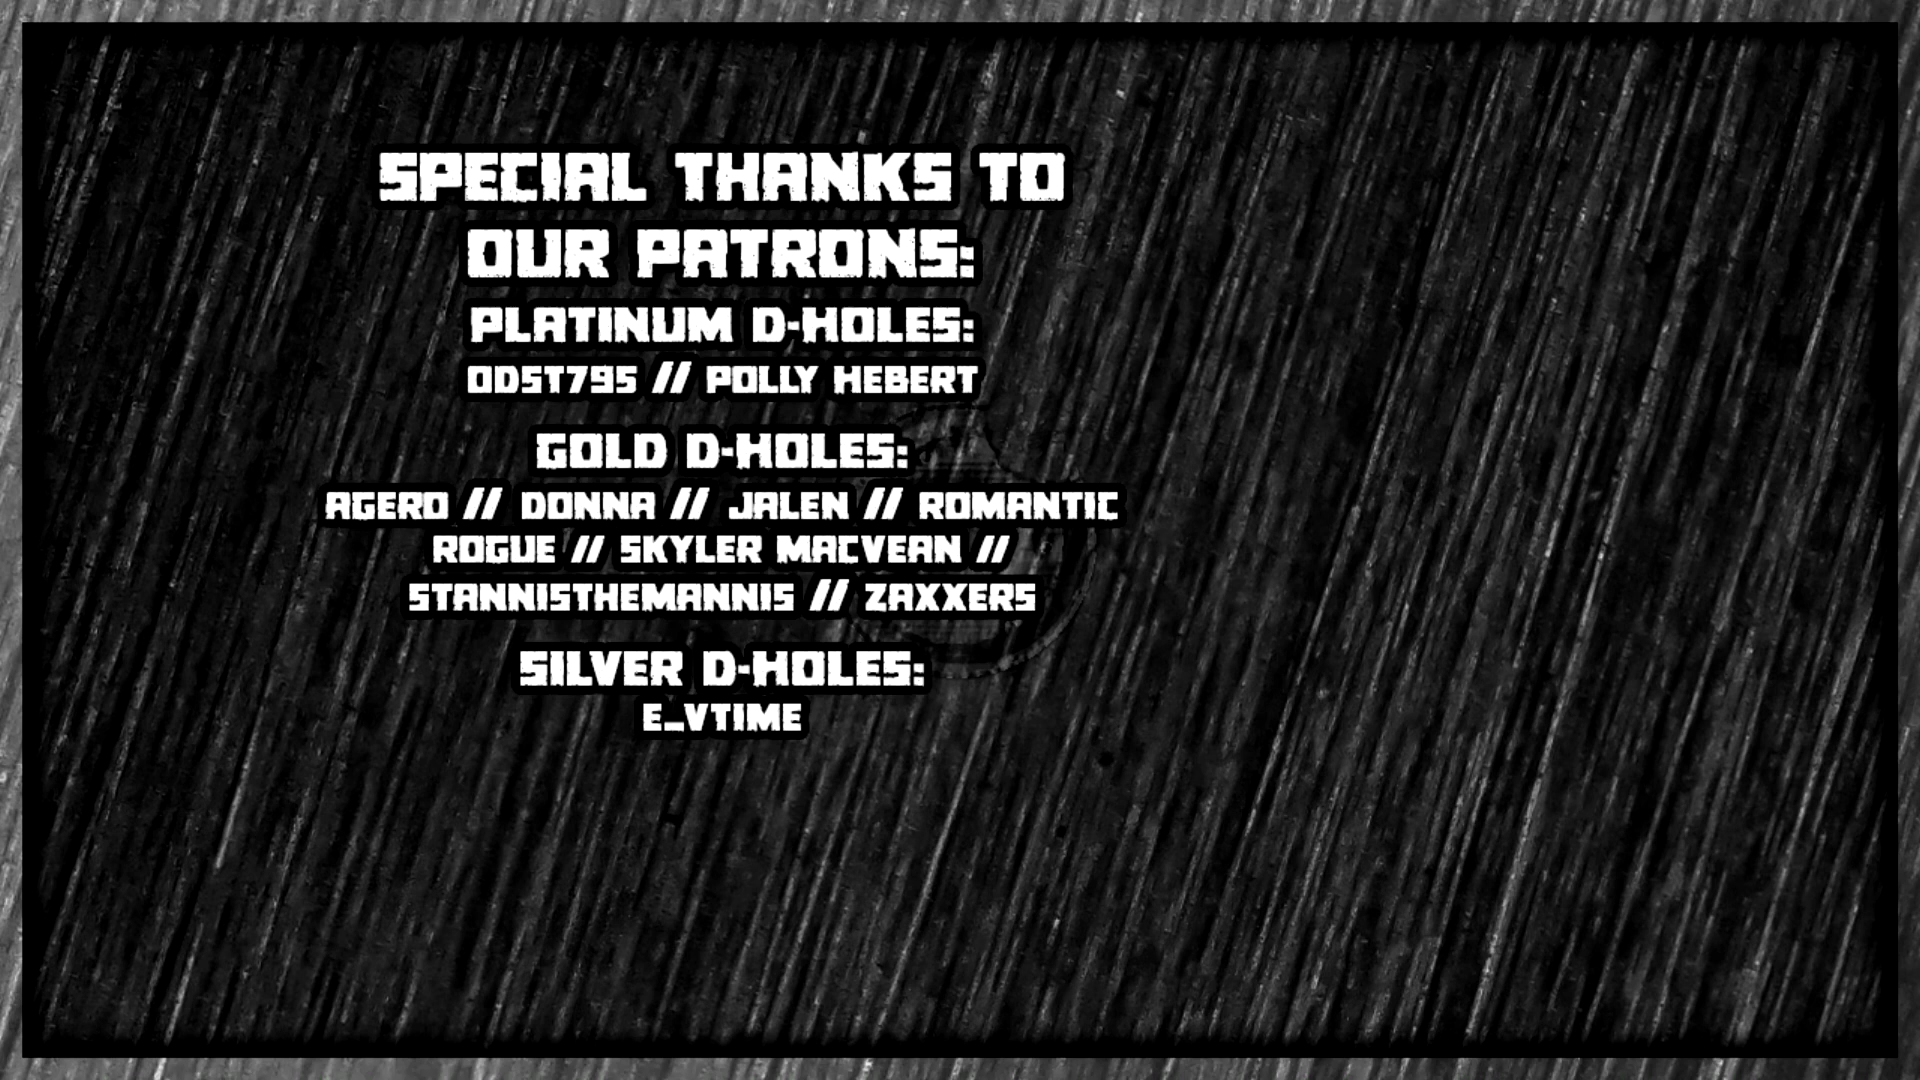 SPECIAL THANKS TO
OUR PATRONS:
PLATINUM D-HOLES:
ODST795 // POLLY HEBERT
GOLD D-HOLES:
AGERO // DONNA // JALEN // ROMANTIC
ROGUE // SKYLER MACVEAN //
STANNISTHEMANNIS // ZAXXERS
SILVER D-HOLES:
E_VTIME